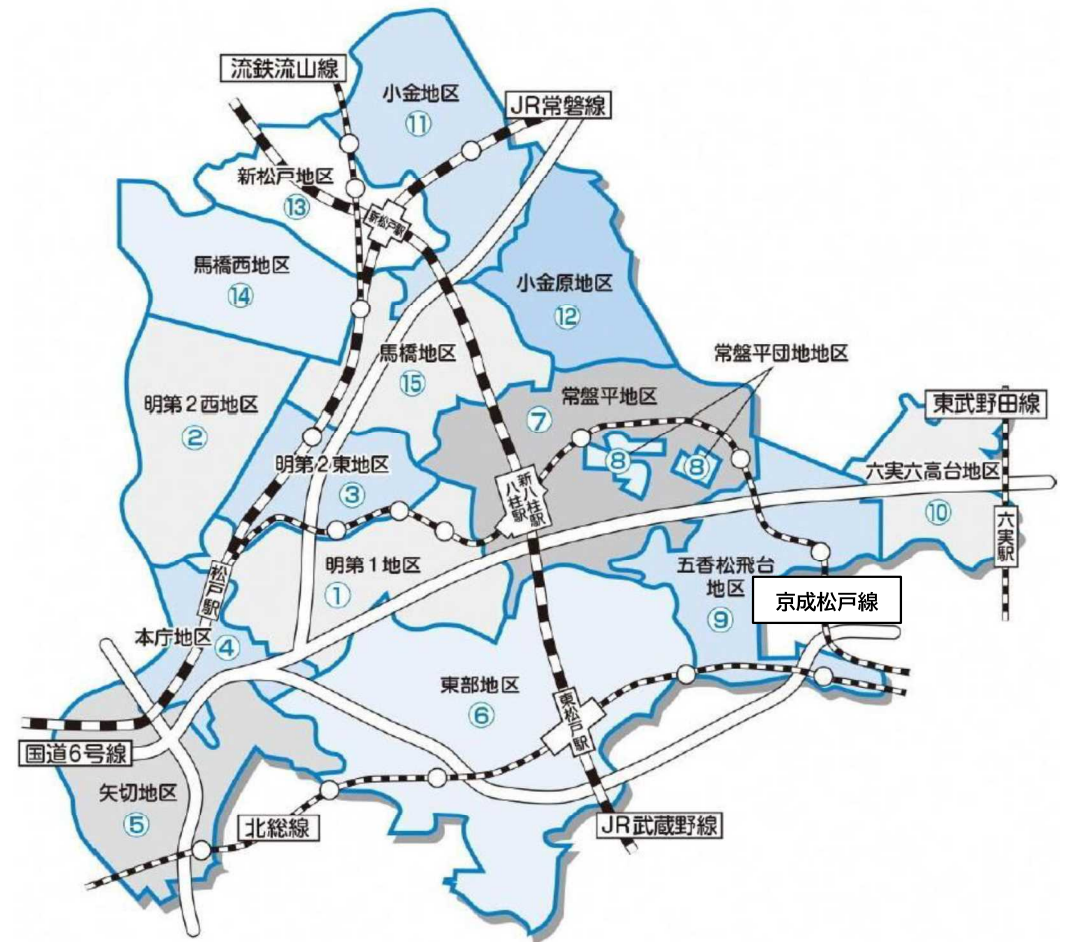 流鉄流山線
小金地区
⑪
JR常磐線
新松戸地区
⑬
新松戸駅
馬橋西地区
⑭
小金原地区
⑫
馬橋地区
⑮
常盤平団地地区
明第2西地区
②
常盤平地区
⑦
東武野田線
明第2東地区
③
⑧
⑧
六実六高台地区
⑩
新八柱駅
八柱駅
六実駅
明第1地区
①
松戸駅
五香松飛台
地区
⑨
京成松戸線
本庁地区
④
東部地区
⑥
東松戸駅
国道6号線
矢切地区
⑤
北総線
JR武蔵野線